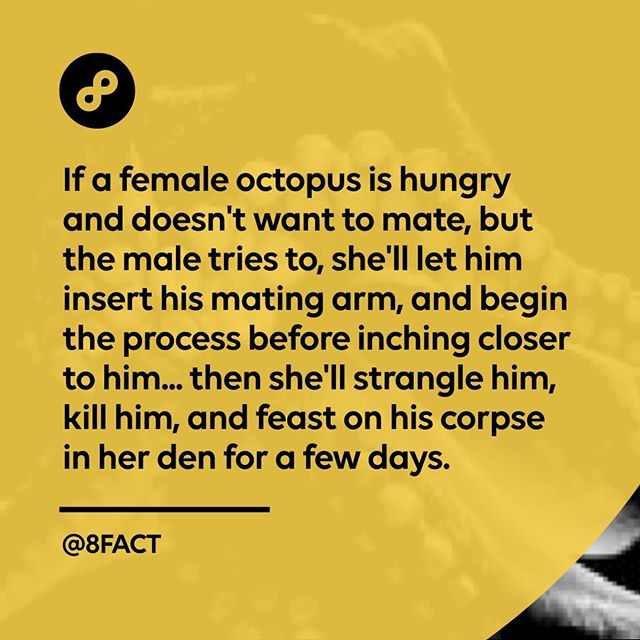 If a female octopus is hungry
and doesn't want to mate, but
the male tries to, she'll let him
insert his mating arm, and begin
the process before inching closer
to him... then she'll strangle him,
kill him, and feast on his corpse
in her den for a few days.
@8FACT